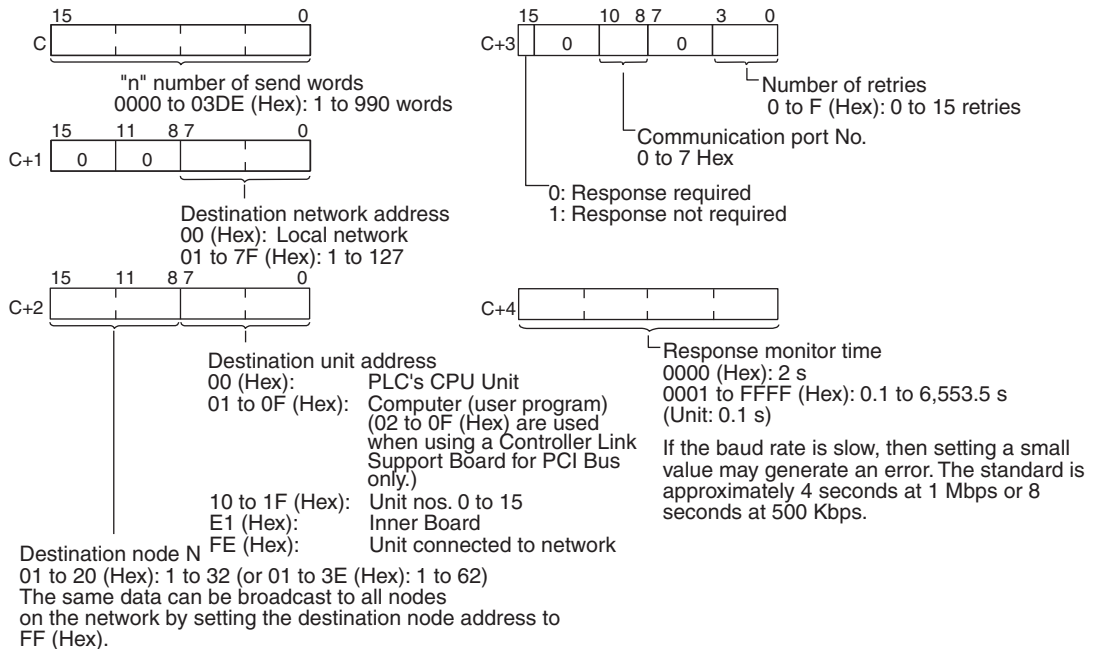 15 0
C
"n" number of send words
0000 to 03DE (Hex): 1 to 990 words
15 11 8 7 0
C+1 0 0
Destination network address
00 (Hex): Local network
01 to 7F (Hex): 1 to 127
15 11 8 7 0
C+2
Destination unit address
00 (Hex): PLC's CPU Unit
01 to 0F (Hex): Computer (user program)
(02 to 0F (Hex) are used
when using a Controller Link
Support Board for PCI Bus
only.)
10 to 1F (Hex): Unit nos. 0 to 15
E1 (Hex): Inner Board
FE (Hex): Unit connected to network
Destination node N
01 to 20 (Hex): 1 to 32 (or 01 to 3E (Hex): 1 to 62)
The same data can be broadcast to all nodes
on the network by setting the destination node address to
FF (Hex).
15 10 8 7 3 0
C+3 0 0
Number of retries
0 to F (Hex): 0 to 15 retries
Communication port No.
0 to 7 Hex
0: Response required
1: Response not required
C+4
Response monitor time
0000 (Hex): 2 s
0001 to FFFF (Hex): 0.1 to 6,553.5 s
(Unit: 0.1 s)
If the baud rate is slow, then setting a small
value may generate an error. The standard is
approximately 4 seconds at 1 Mbps or 8
seconds at 500 Kbps.